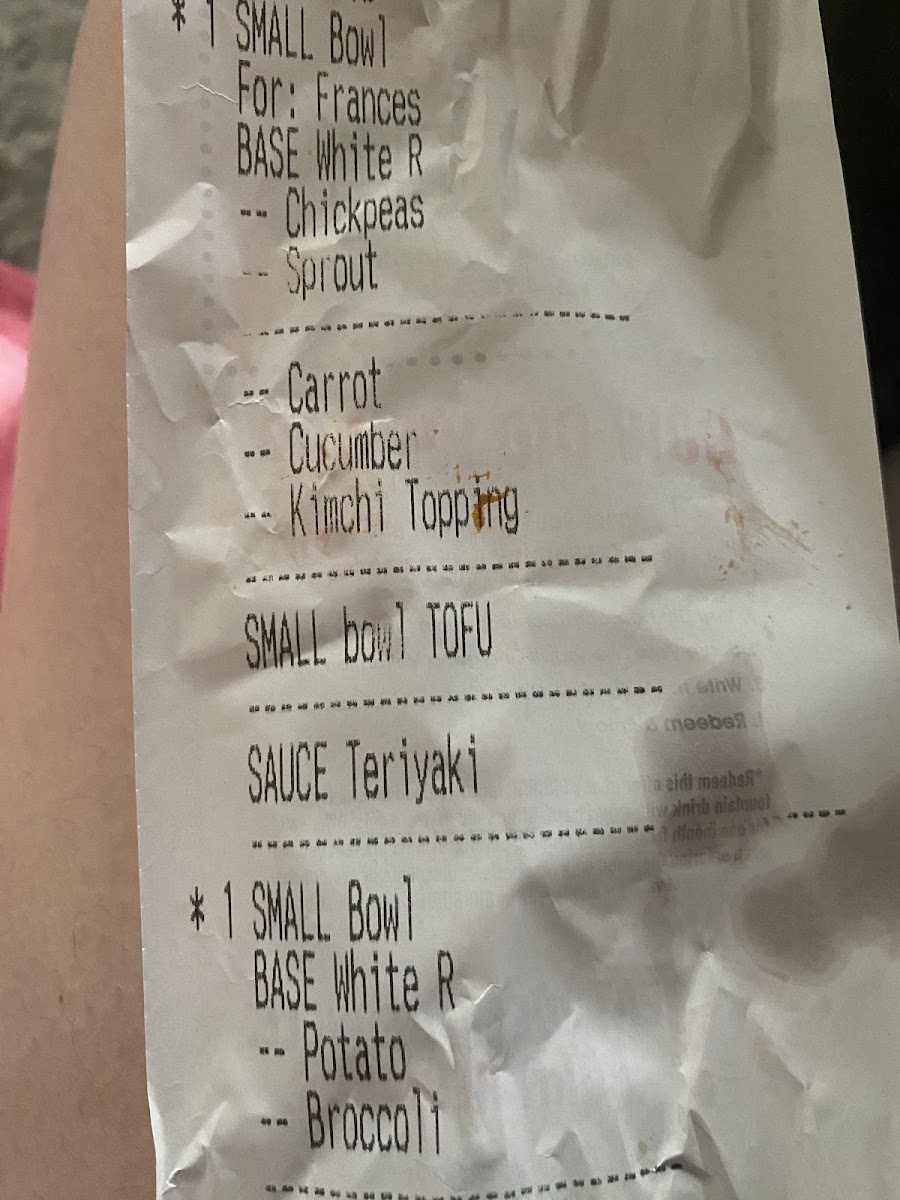 * 1 SMALL Bowl
For: Frances
BASE White R
-- Chickpeas
-- Sprout
-- Carrot
-- Cucumber
-- Kimchi Topping
SMALL bowl TOFU
SAUCE Teriyaki
* 1 SMALL Bowl
BASE White R
-- Potato
-- Broccoli